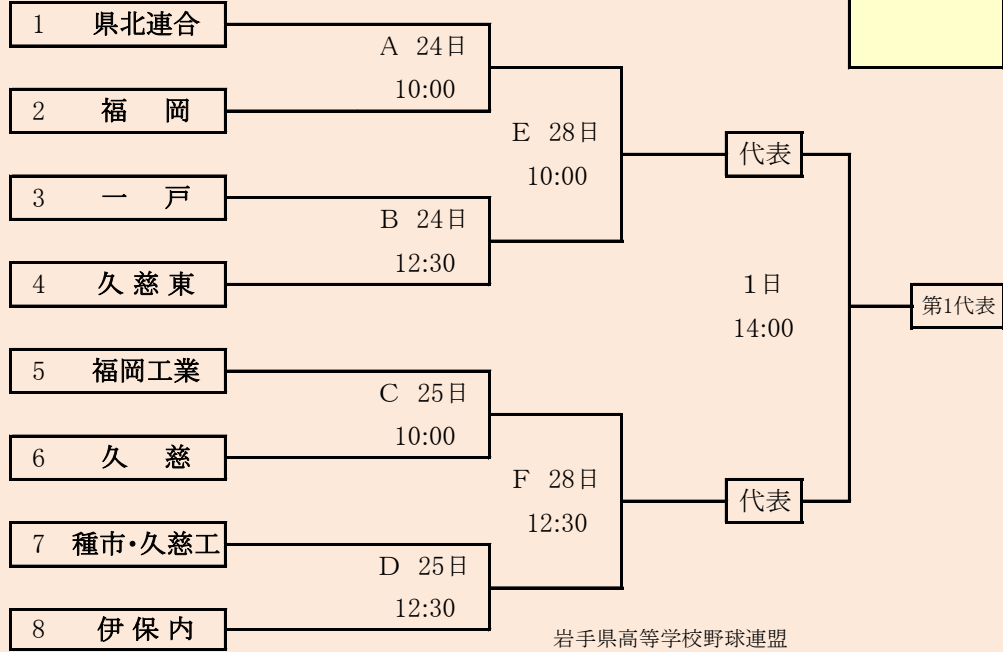 1 県北連合
A 24日
10:00
2 福 岡
E 28日
10:00
代表
3 一 戸
B 24日
12:30
4 久 慈 東
1日
14:00
第1代表
5 福岡工業
C 25日
10:00
6 久 慈
F 28日
12:30
代表
7 種市・久慈工
D 25日
12:30
8 伊 保 内
岩手県高等学校野球連盟